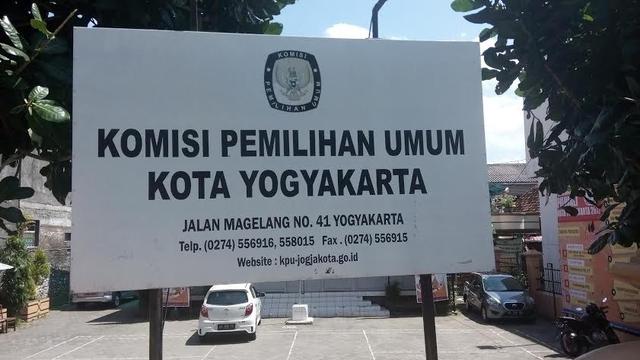 KOMISI
PEMILIHAN UMUM
KOMISI PEMILIHAN UMUM
KOTA YOGYAKARTA
JALAN MAGELANG NO. 41 YOGYAKARTA
Telp. (0274) 556916, 558015 Fax . (0274) 556915
Website : kpu-jogjakota.go.id